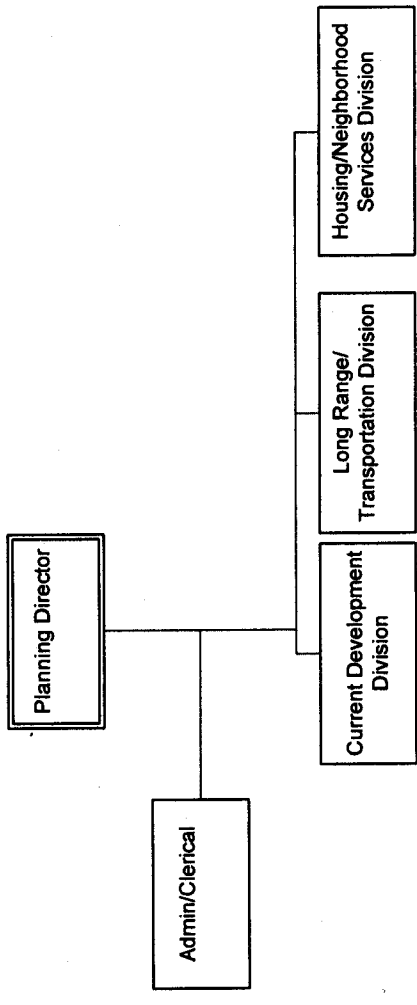 Planning Director
Admin/Clerical
Current Development
Division
Long Range/
Transportation Division
Housing/Neighborhood
Services Division